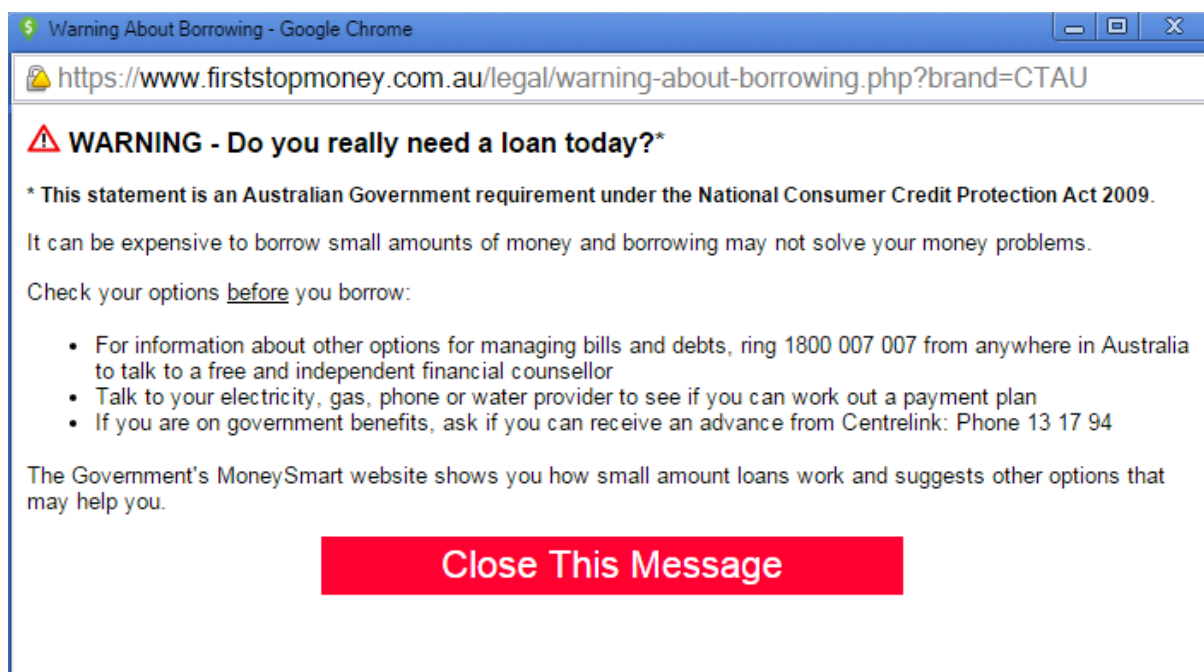 Warning About Borrowing - Google Chrome
https://www.firststopmoney.com.au/legal/warning-about-borrowing.php?brand=CTAU
WARNING - Do you really need a loan today?*
* This statement is an Australian Government requirement under the National Consumer Credit Protection Act 2009.
It can be expensive to borrow small amounts of money and borrowing may not solve your money problems.
Check your options before you borrow:
• For information about other options for managing bills and debts, ring 1800 007 007 from anywhere in Australia
to talk to a free and independent financial counsellor
• Talk to your electricity, gas, phone or water provider to see if you can work out a payment plan
• If you are on government benefits, ask if you can receive an advance from Centrelink: Phone 13 17 94
The Government's MoneySmart website shows you how small amount loans work and suggests other options that
may help you.
Close This Message